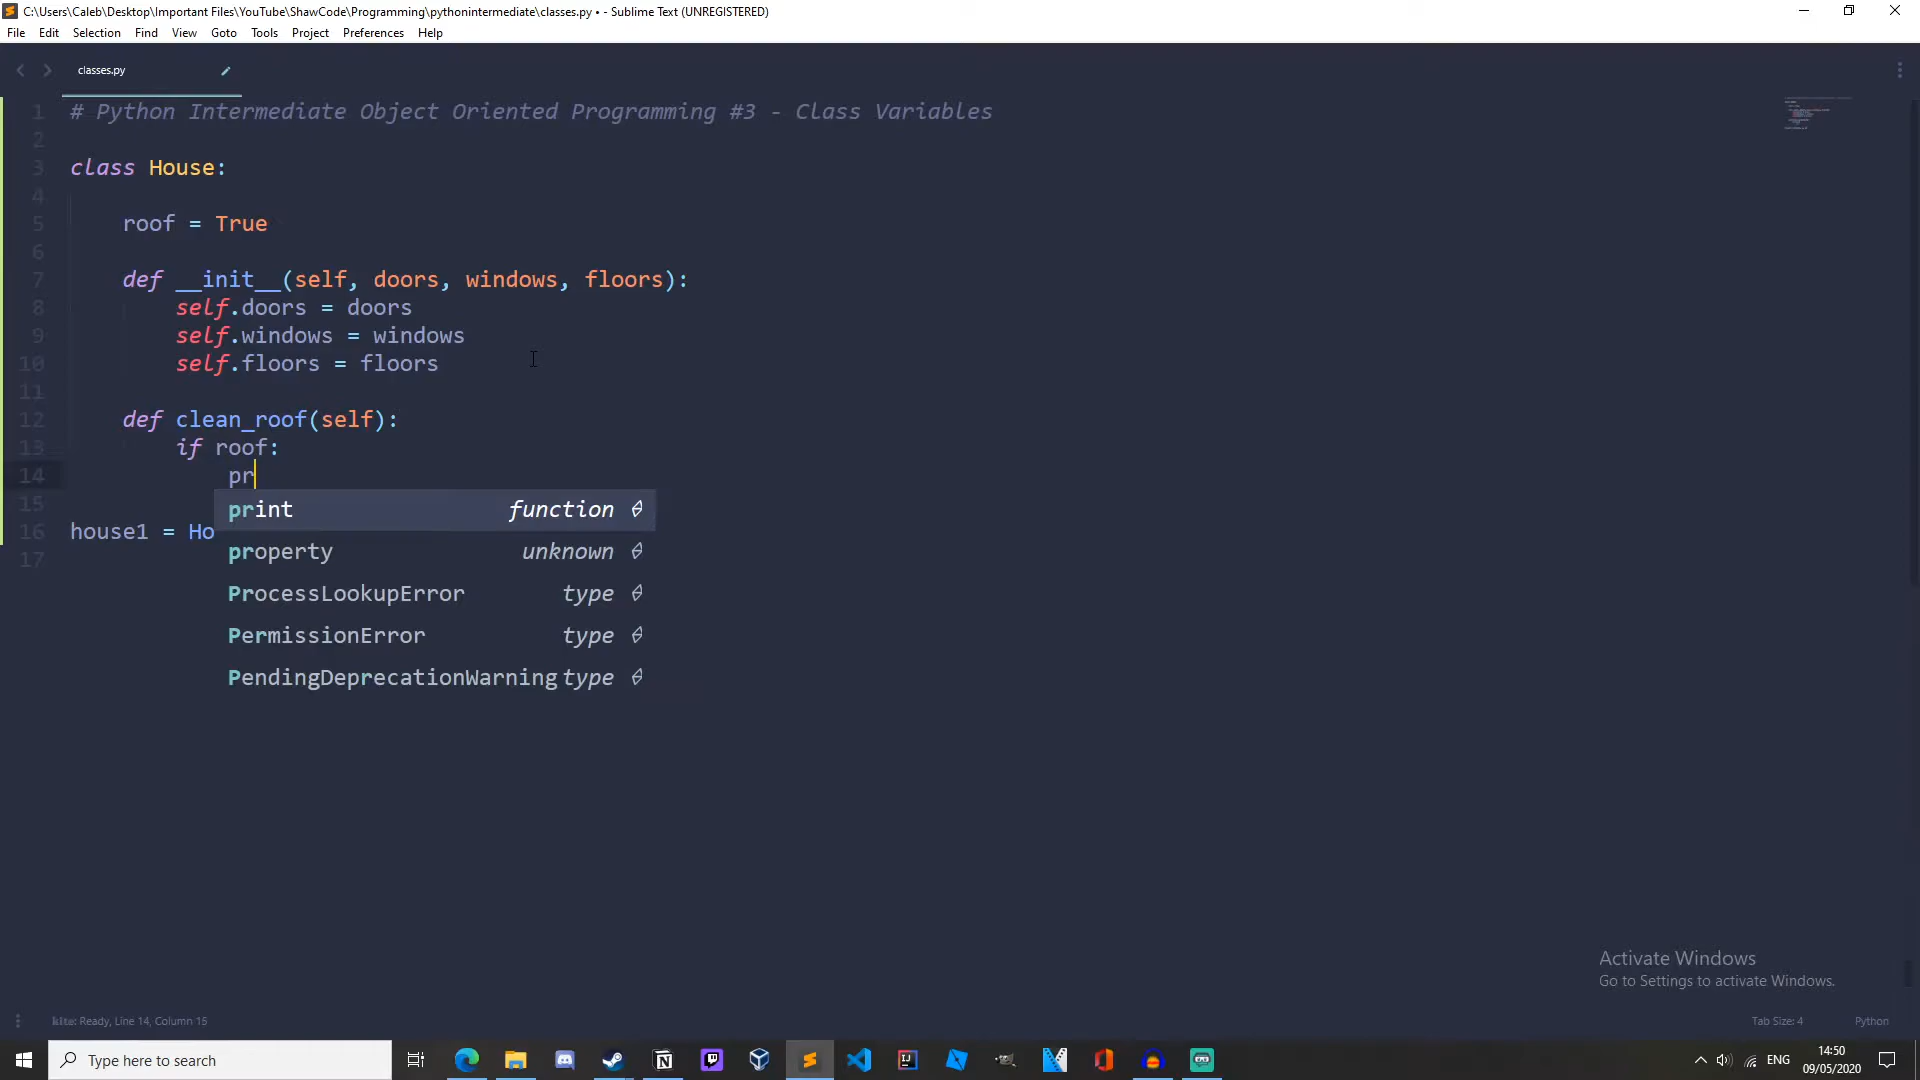 C:\Users\Caleb\Desktop\Important Files\YouTube\ShawCode\Programming\pythonintermediate\classes.py • - Sublime Text (UNREGISTERED)
File Edit Selection Find View Goto Tools Project Preferences Help
classes.py
1 # Python Intermediate Object Oriented Programming #3 - Class Variables
2
3 class House:
4
5 roof = True
6
7 def __init__(self, doors, windows, floors):
8 self.doors = doors
9 self.windows = windows
10 self.floors = floors
11
12 def clean_roof(self):
13 if roof:
14 pr
print function
15
16 house1 = Ho
17
property unknown
ProcessLookupError type
PermissionError type
PendingDeprecationWarning type
Activate Windows
Go to Settings to activate Windows.
kite: Ready, Line 14, Column 15 Tab Size: 4 Python
Type here to search
ENG
14:50
09/05/2020